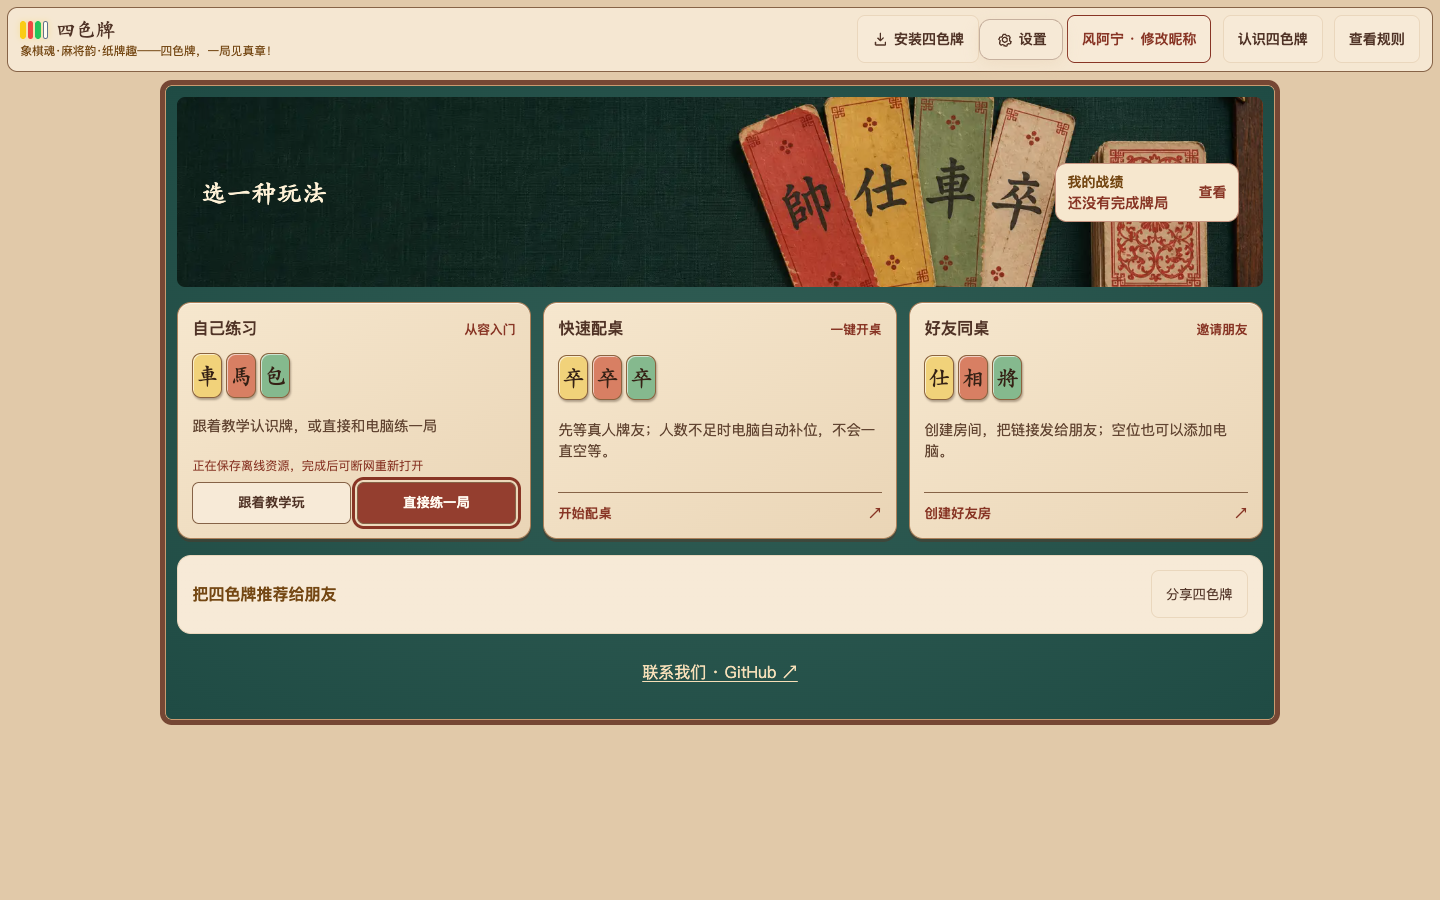 四色牌
象棋魂·麻将韵·纸牌趣——四色牌，一局见真章！
安装四色牌
设置
风阿宁 · 修改昵称
认识四色牌
查看规则
选一种玩法
帥
仕
車
卒
我的战绩
还没有完成牌局
查看
自己练习
从容入门
車
馬
包
跟着教学认识牌，或直接和电脑练一局
正在保存离线资源，完成后可断网重新打开
跟着教学玩
直接练一局
快速配桌
一键开桌
卒
卒
卒
先等真人牌友；人数不足时电脑自动补位，不会一
直空等。
开始配桌
↗
好友同桌
邀请朋友
仕
相
將
创建房间，把链接发给朋友；空位也可以添加电
脑。
创建好友房
↗
把四色牌推荐给朋友
分享四色牌
联系我们 · GitHub ↗